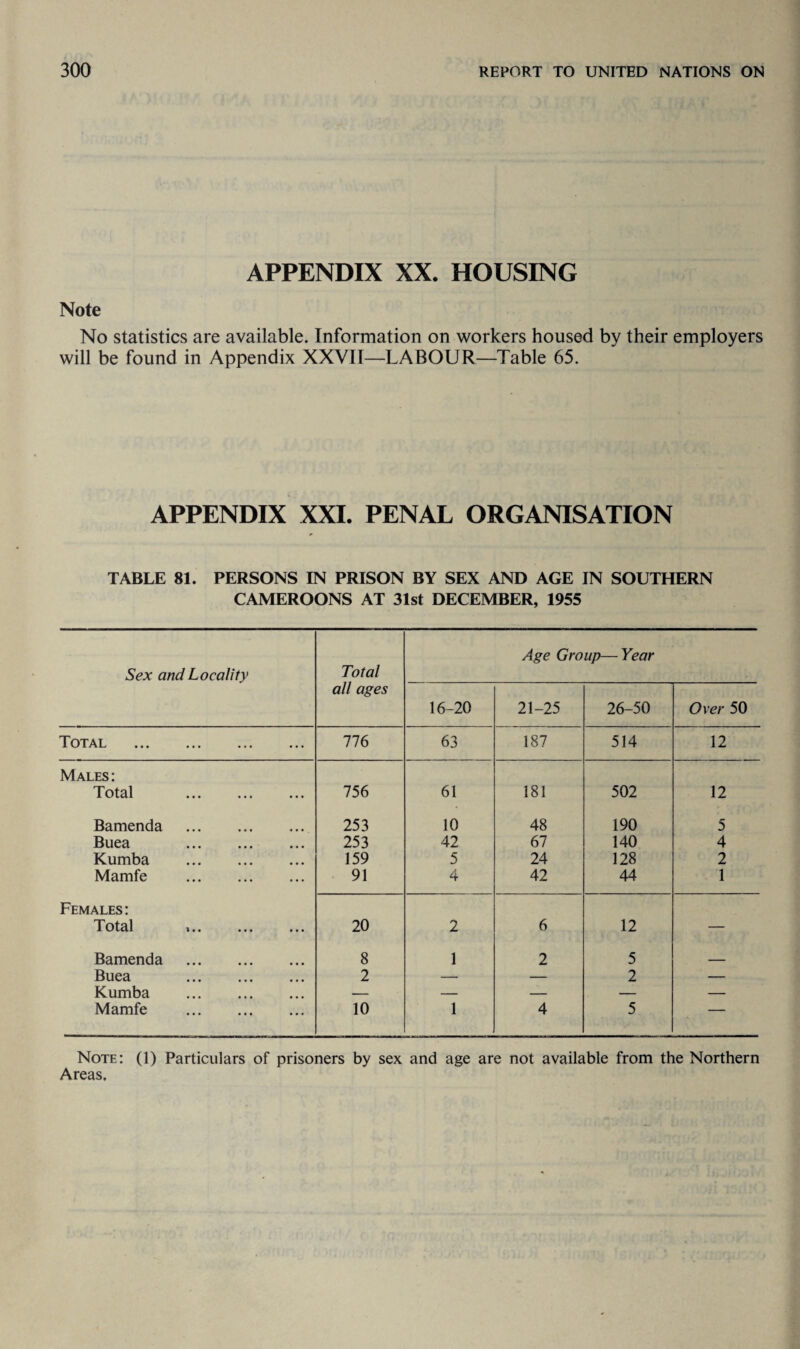 300 REPORT TO UNITED NATIONS ON
APPENDIX XX. HOUSING
Note
No statistics are available. Information on workers housed by their employers
will be found in Appendix XXVII—LABOUR—Table 65.
APPENDIX XXI. PENAL ORGANISATION
TABLE 81. PERSONS IN PRISON BY SEX AND AGE IN SOUTHERN
CAMEROONS AT 31st DECEMBER, 1955
Sex and Locality Total all ages Age Group—Year
16-20 21-25 26-50 Over 50
TOTAL ... ... ... ... 776 63 187 514 12
MALES:
Total ... ... ... 756 61 181 502 12
Bamenda ... ... ... 253 10 48 190 5
Buea ... ... ... 253 42 67 140 4
Kumba ... ... ... 159 5 24 128 2
Mamfe ... ... ... 91 4 42 44 1
FEMALES:
Total ... ... ... 20 2 6 12 —
Bamenda ... ... ... 8 1 2 5 —
Buea ... ... ... 2 — — 2 —
Kumba ... ... ... — — — — —
Mamfe ... ... ... 10 1 4 5 —
NOTE: (1) Particulars of prisoners by sex and age are not available from the Northern
Areas.